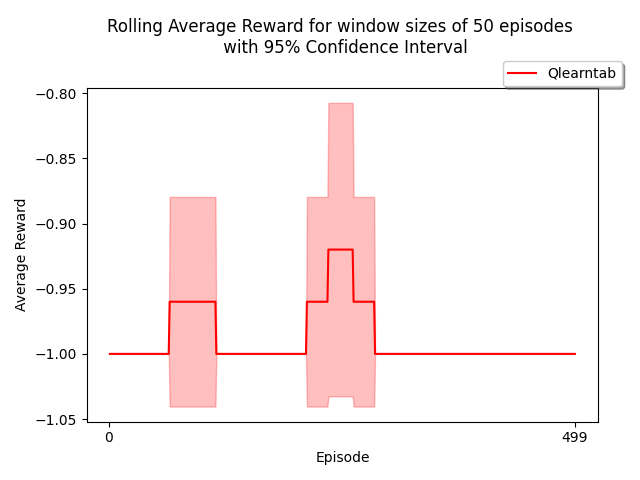 Rolling Average Reward for window sizes of 50 episodes
with 95% Confidence Interval
Qlearntab
−0.80
−0.85
−0.90
−0.95
−1.00
−1.05
Average Reward
0
499
Episode